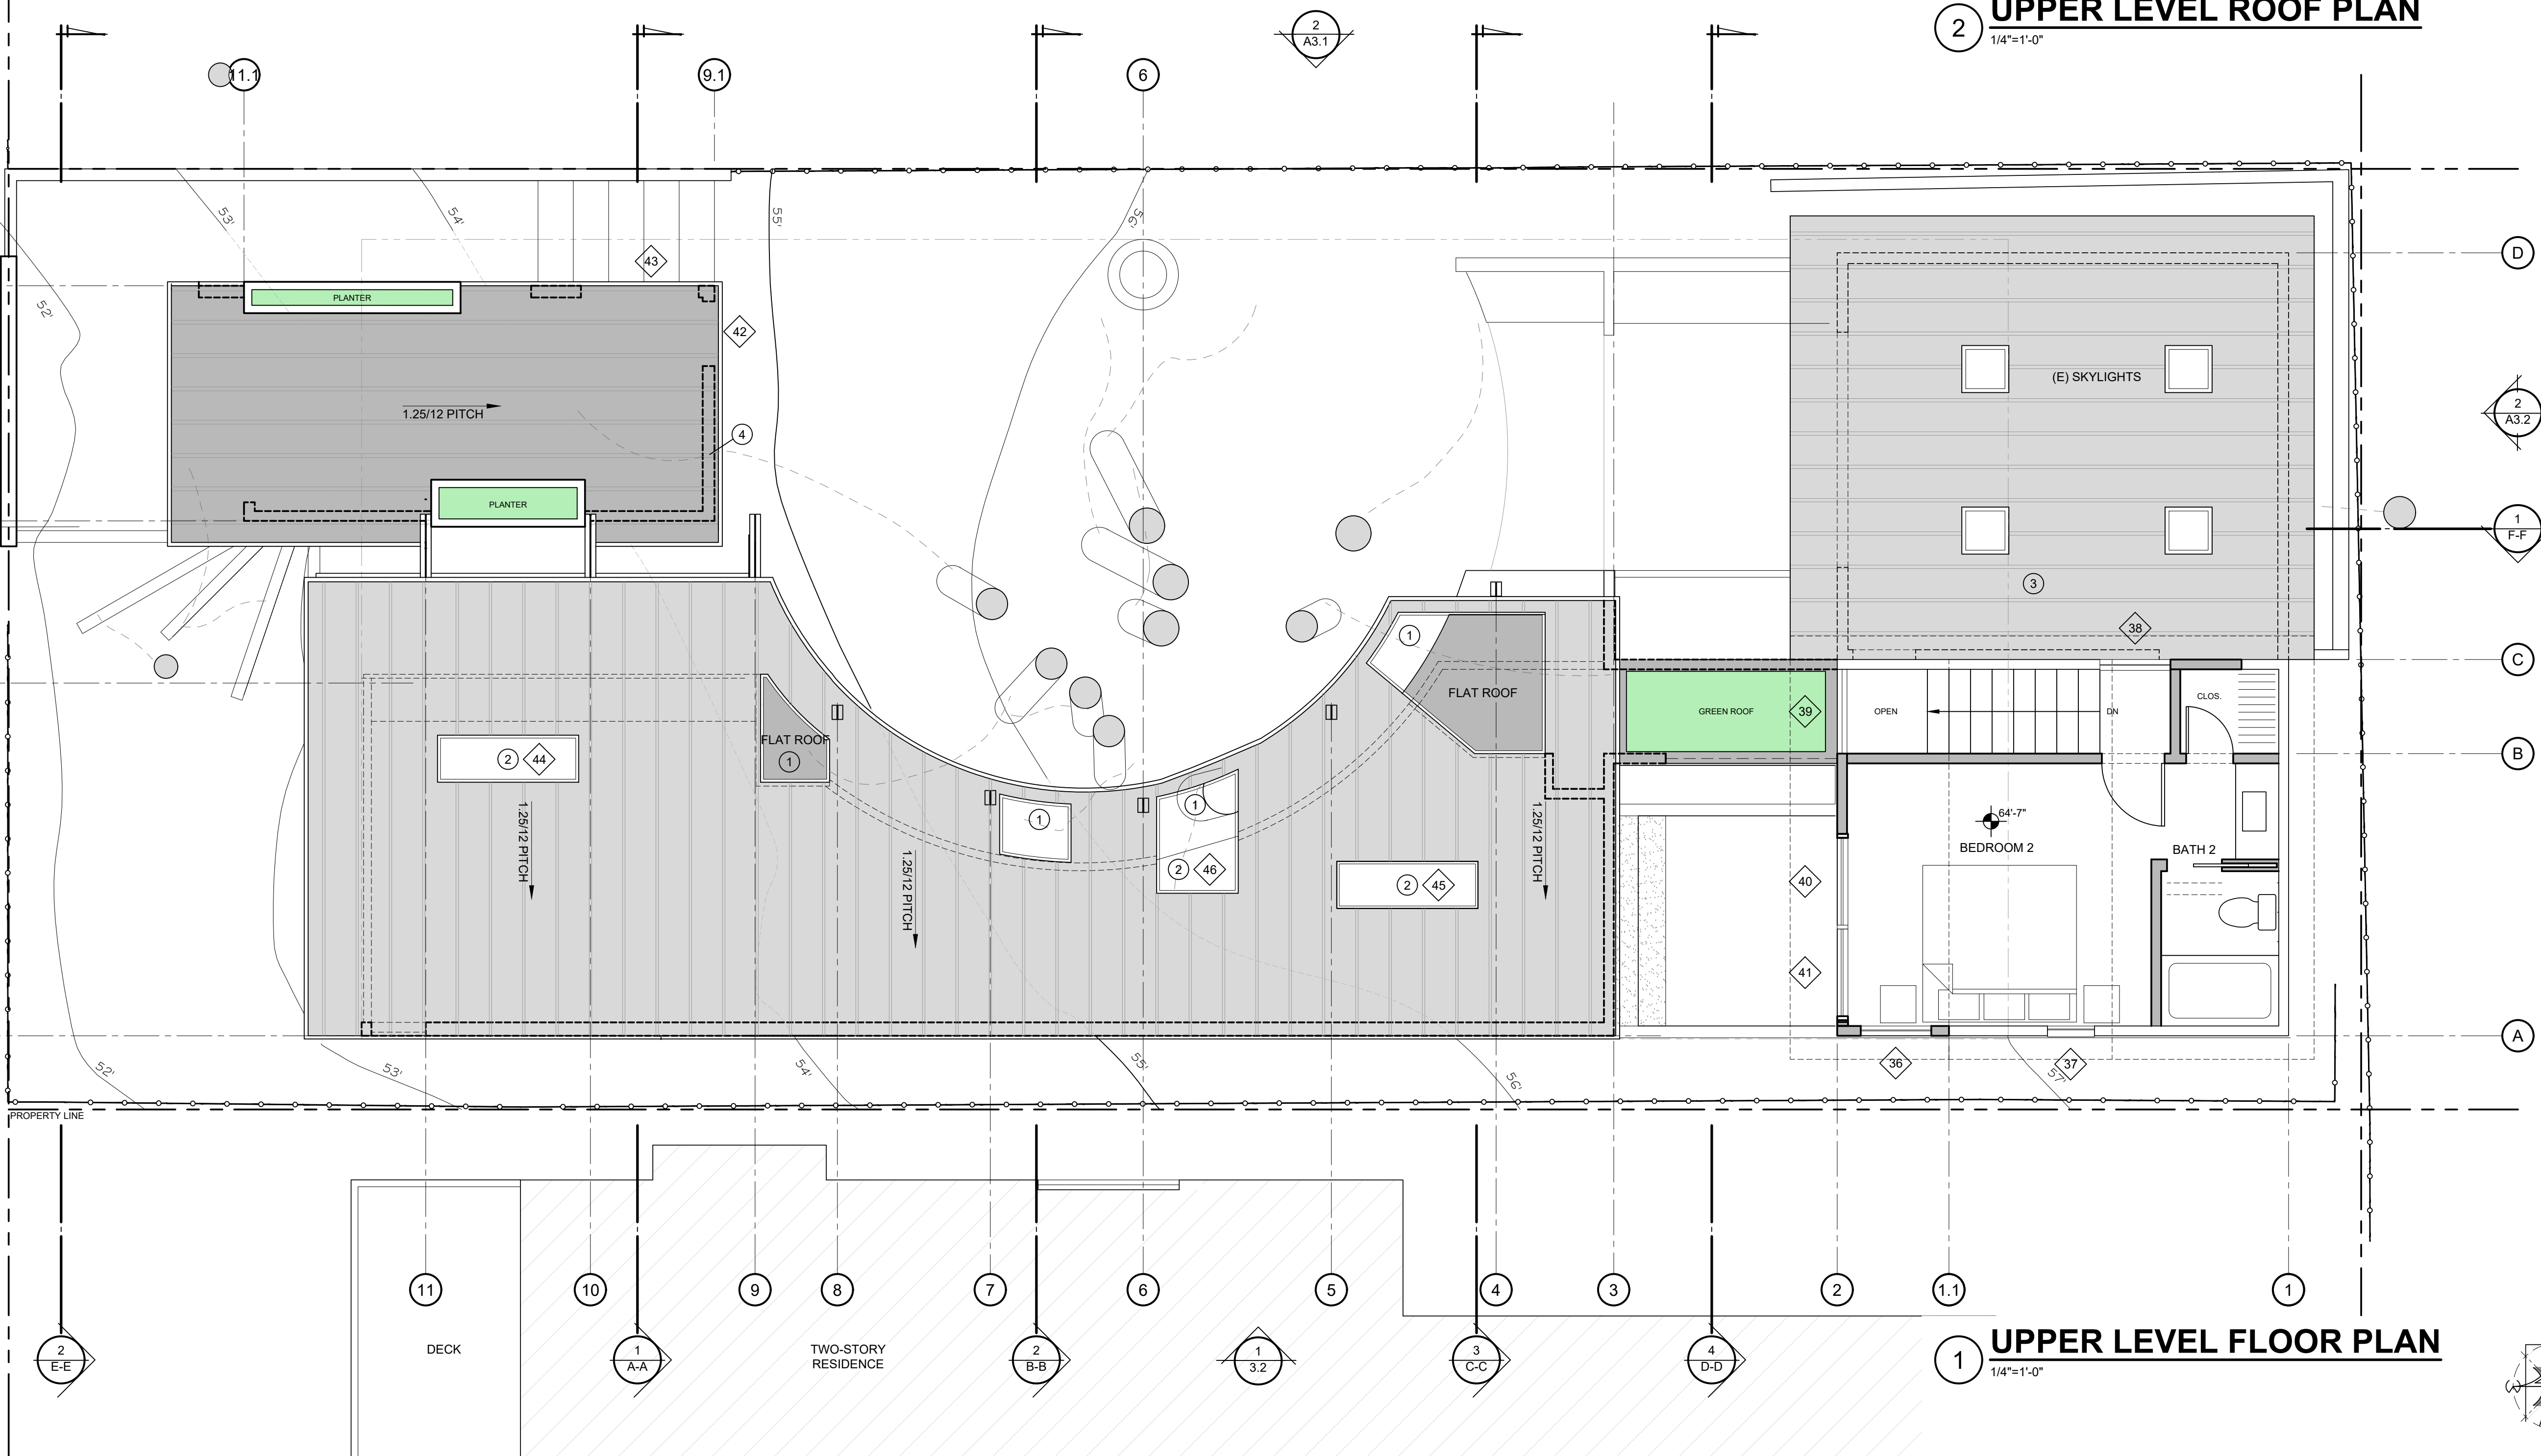 2 UPPER LEVEL ROOF PLAN
1/4"=1'-0"
2
A3.1
11.1
9.1
6
53'
54'
55'
56'
43
D
PLANTER
52'
42
(E) SKYLIGHTS
2
A3.2
1.25/12 PITCH
4
PLANTER
1
F-F
3
38
1
C
FLAT ROOF
CLOS.
GREEN ROOF
39
OPEN
DN
FLAT ROOF
1
2
44
B
1
1
1.25/12 PITCH
1.25/12 PITCH
1.25/12 PITCH
64'-7"
BEDROOM 2
BATH 2
2
46
2
45
40
41
A
52'
53'
54'
55'
56'
36
37
57'
PROPERTY LINE
11
10
9
8
7
6
5
4
3
2
1.1
1
DECK
TWO-STORY
RESIDENCE
2
E-E
1
A-A
2
B-B
1
3.2
3
C-C
4
D-D
1 UPPER LEVEL FLOOR PLAN
1/4"=1'-0"